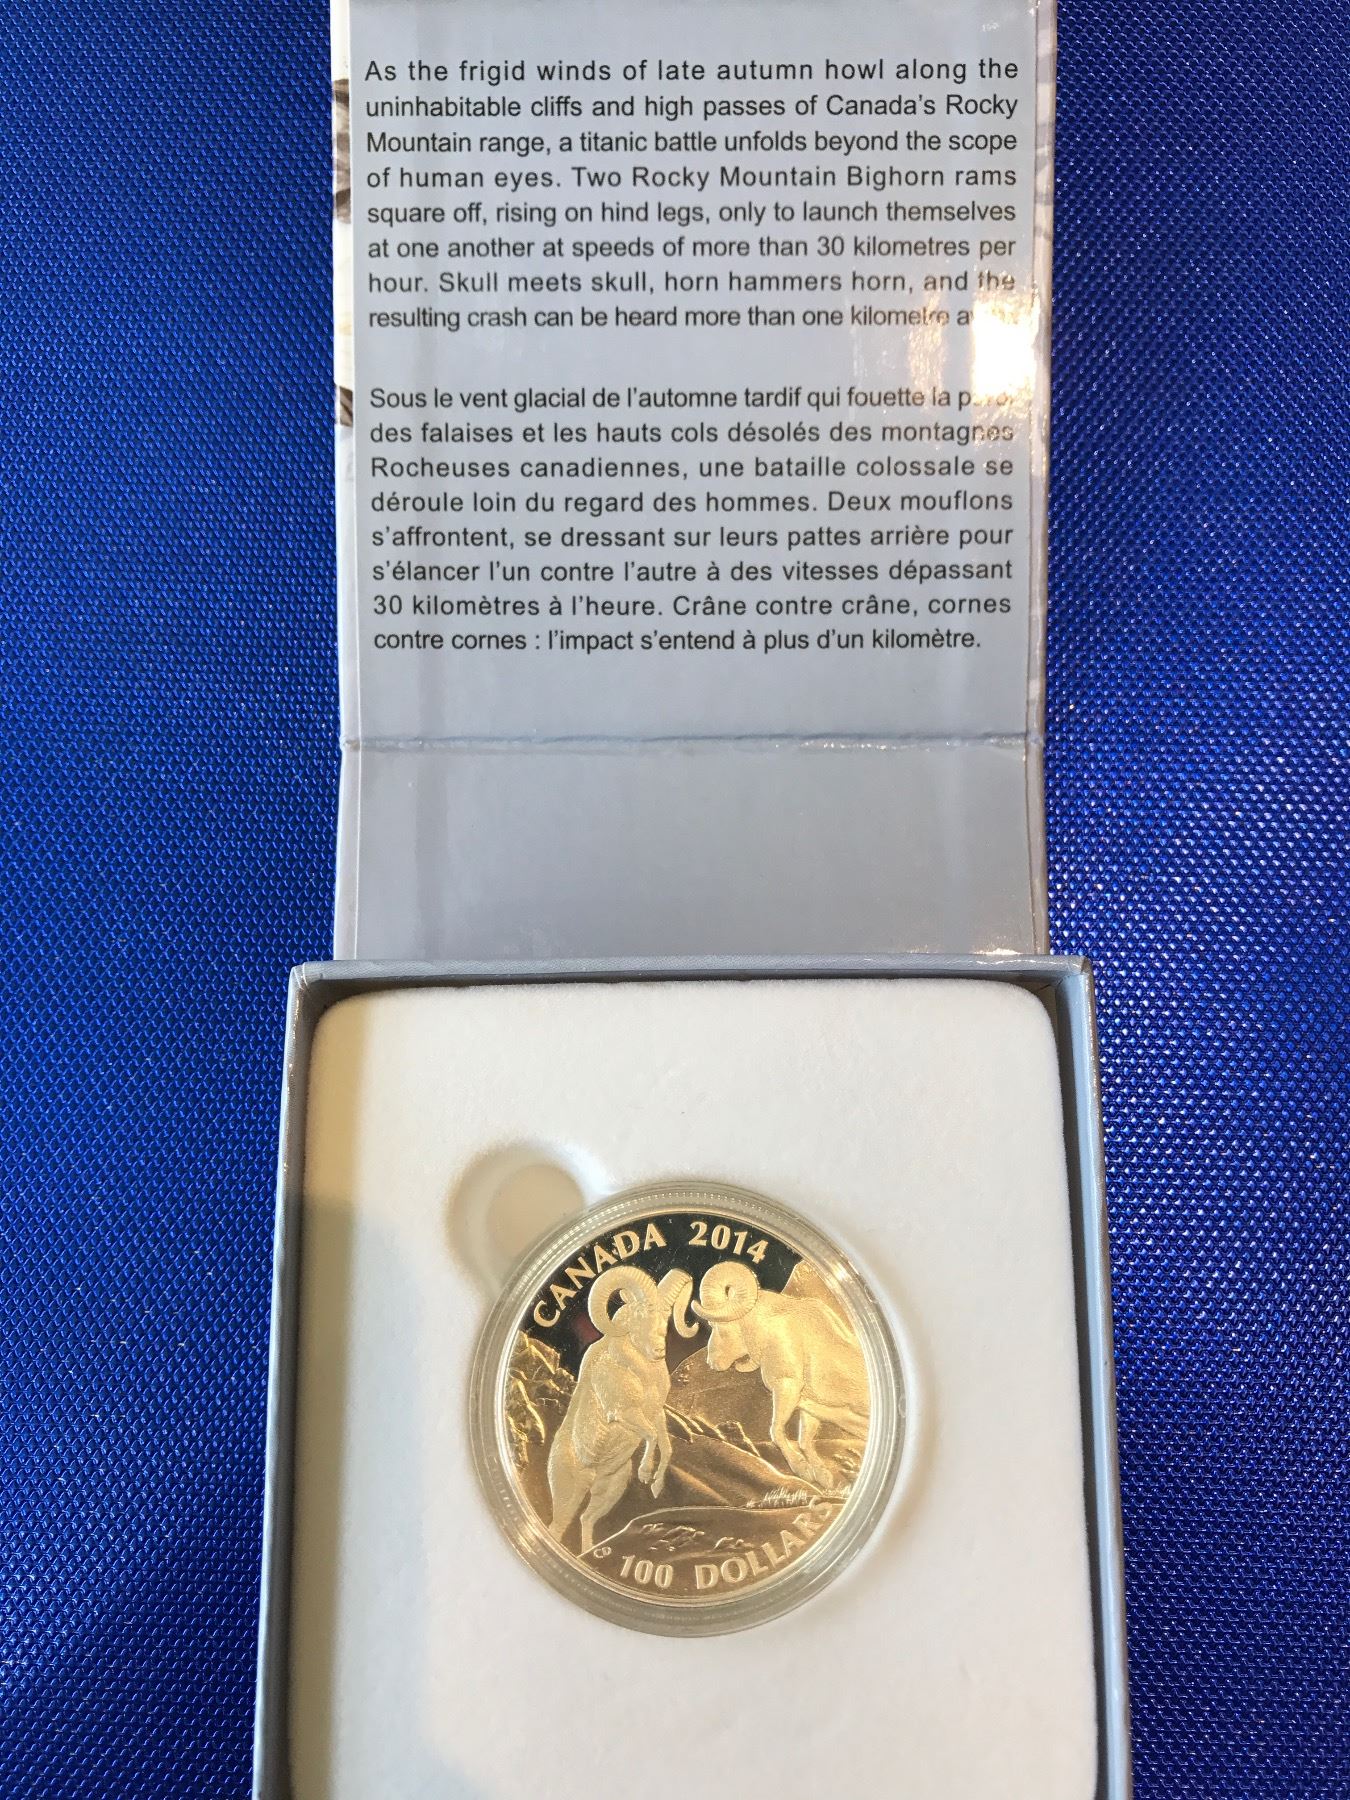 As the frigid winds of late autumn howl along the
uninhabitable cliffs and high passes of Canada's Rocky
Mountain range, a titanic battle unfolds beyond the scope
of human eyes. Two Rocky Mountain Bighorn rams
square off, rising on hind legs, only to launch themselves
at one another at speeds of more than 30 kilometres per
hour. Skull meets skull, horn hammers horn, and the
resulting crash can be heard more than one kilometre
Sous le vent glacial de l'automne tardif qui fouette la
des falaises et les hauts cols désolés des montagnes
Rocheuses canadiennes, une bataille colossale se
déroule loin du regard des hommes. Deux mouflons
s'affrontent, se dressant sur leurs pattes arrière pour
s'élancer l'un contre l'autre à des vitesses dépassant
30 kilomètres à l'heure. Crâne contre crâne, cornes
contre cornes : l'impact s'entend à plus d'un kilomètre.
CANADA 2014
100 DOLLARS